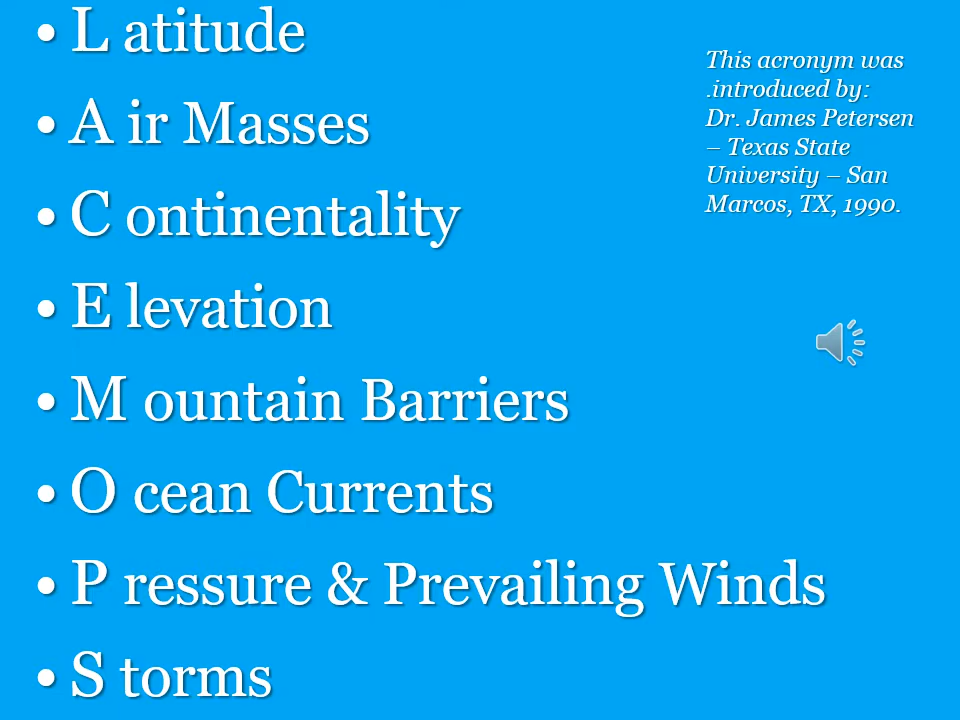 • L atitude
• A ir Masses
• C ontinentality
• E levation
• M ountain Barriers
• O cean Currents
• P ressure & Prevailing Winds
• S torms
This acronym was
.introduced by:
Dr. James Petersen
– Texas State
University – San
Marcos, TX, 1990.